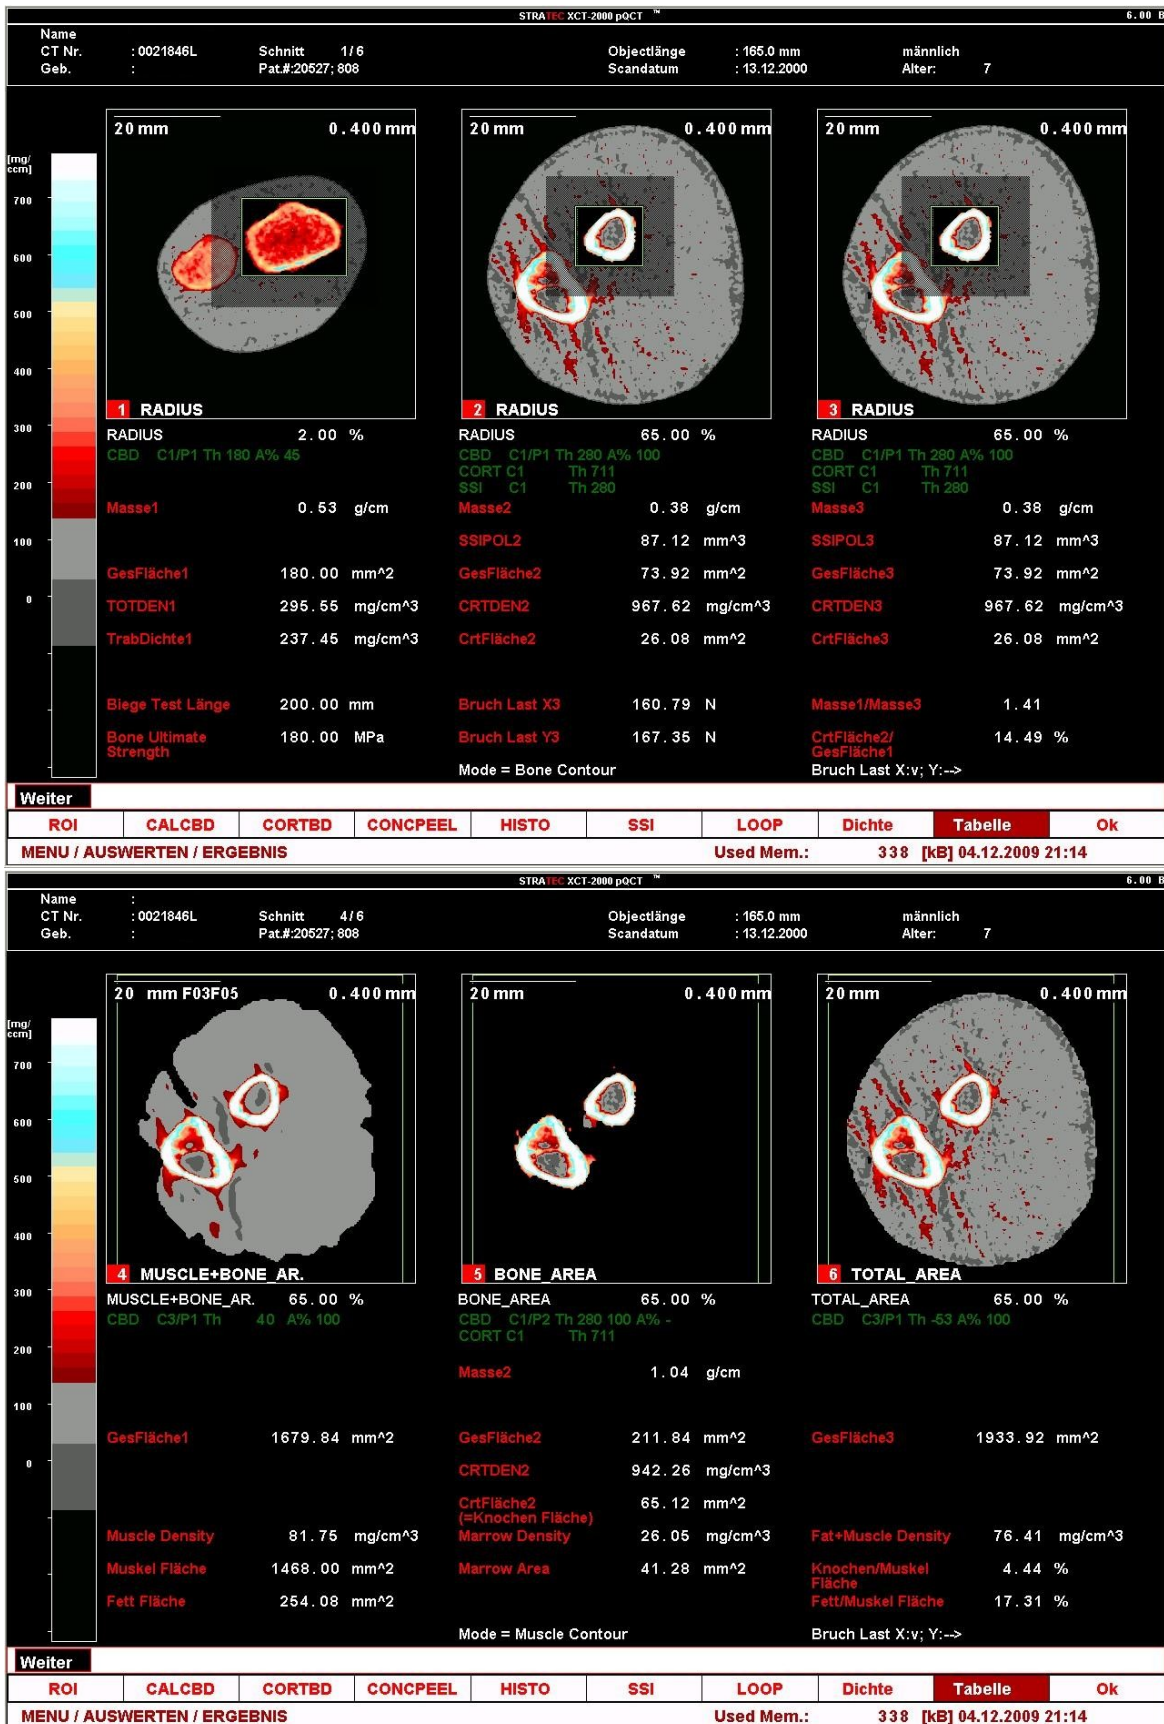 STRATEC XCT-2000 pQCT ™ 6.00 B
Name
CT Nr. : 0021846L Schnitt 1/6 Objectlänge : 165.0 mm männlich
Geb. : Pat.#:20527; 808 Scandatum : 13.12.2000 Alter: 7
20 mm 0.400 mm 20 mm 0.400 mm 20 mm 0.400 mm
[mg/ccm]
700
600
500
400
300
200
100
0
1 RADIUS 2 RADIUS 3 RADIUS
RADIUS 2.00 % RADIUS 65.00 % RADIUS 65.00 %
CBD C1/P1 Th 180 A% 45 CBD C1/P1 Th 280 A% 100 CBD C1/P1 Th 280 A% 100
CORT C1 Th 711 CORT C1 Th 711
SSI C1 Th 280 SSI C1 Th 280
Masse1 0.53 g/cm Masse2 0.38 g/cm Masse3 0.38 g/cm
SSIPOL2 87.12 mm^3 SSIPOL3 87.12 mm^3
GesFläche1 180.00 mm^2 GesFläche2 73.92 mm^2 GesFläche3 73.92 mm^2
TOTDEN1 295.55 mg/cm^3 CRTDEN2 967.62 mg/cm^3 CRTDEN3 967.62 mg/cm^3
TrabDichte1 237.45 mg/cm^3 CrtFläche2 26.08 mm^2 CrtFläche3 26.08 mm^2
Biege Test Länge 200.00 mm Bruch Last X3 160.79 N Masse1/Masse3 1.41
Bone Ultimate Strength 180.00 MPa Bruch Last Y3 167.35 N CrtFläche2/ GesFläche1 14.49 %
Mode = Bone Contour Bruch Last X:v; Y:-->
Weiter
ROI CALCBD CORTBD CONCPEEL HISTO SSI LOOP Dichte Tabelle Ok
MENU / AUSWERTEN / ERGEBNIS Used Mem.: 338 [kB] 04.12.2009 21:14
STRATEC XCT-2000 pQCT ™ 6.00 B
Name :
CT Nr. : 0021846L Schnitt 4/6 Objectlänge : 165.0 mm männlich
Geb. : Pat.#:20527; 808 Scandatum : 13.12.2000 Alter: 7
20 mm F03F05 0.400 mm 20 mm 0.400 mm 20 mm 0.400 mm
[mg/ccm]
700
600
500
400
300
200
100
0
4 MUSCLE+BONE_AR. 5 BONE_AREA 6 TOTAL_AREA
MUSCLE+BONE_AR. 65.00 % BONE_AREA 65.00 % TOTAL_AREA 65.00 %
CBD C3/P1 Th 40 A% 100 CBD C1/P2 Th 280 100 A% - CBD C3/P1 Th -53 A% 100
CORT C1 Th 711
Masse2 1.04 g/cm
GesFläche1 1679.84 mm^2 GesFläche2 211.84 mm^2 GesFläche3 1933.92 mm^2
CRTDEN2 942.26 mg/cm^3
CrtFläche2 65.12 mm^2
(=Knochen Fläche)
Muscle Density 81.75 mg/cm^3 Marrow Density 26.05 mg/cm^3 Fat+Muscle Density 76.41 mg/cm^3
Muskel Fläche 1468.00 mm^2 Marrow Area 41.28 mm^2 Knochen/Muskel Fläche 4.44 %
Fett Fläche 254.08 mm^2 Fett/Muskel Fläche 17.31 %
Mode = Muscle Contour Bruch Last X:v; Y:-->
Weiter
ROI CALCBD CORTBD CONCPEEL HISTO SSI LOOP Dichte Tabelle Ok
MENU / AUSWERTEN / ERGEBNIS Used Mem.: 338 [kB] 04.12.2009 21:14